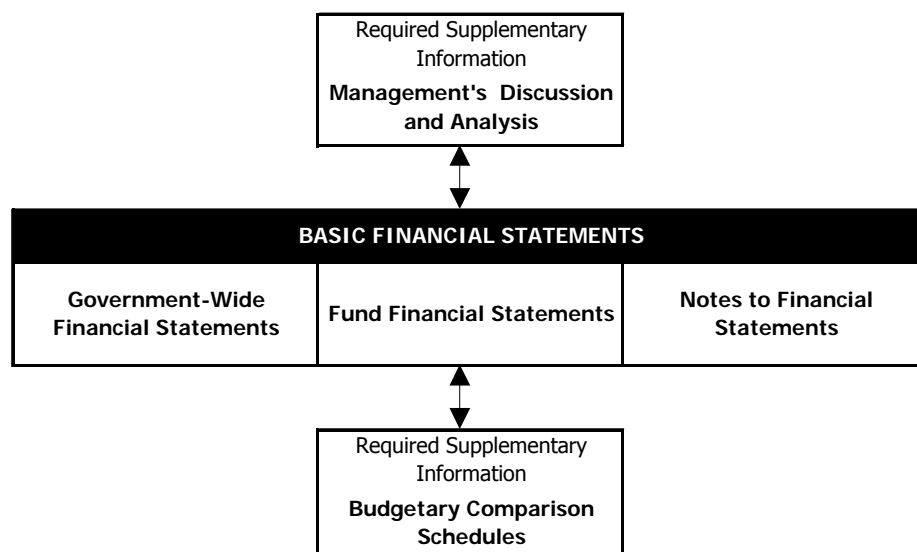 Required Supplementary
Information
Management's Discussion
and Analysis
BASIC FINANCIAL STATEMENTS
Government-Wide
Financial Statements
Fund Financial Statements
Notes to Financial
Statements
Required Supplementary
Information
Budgetary Comparison
Schedules